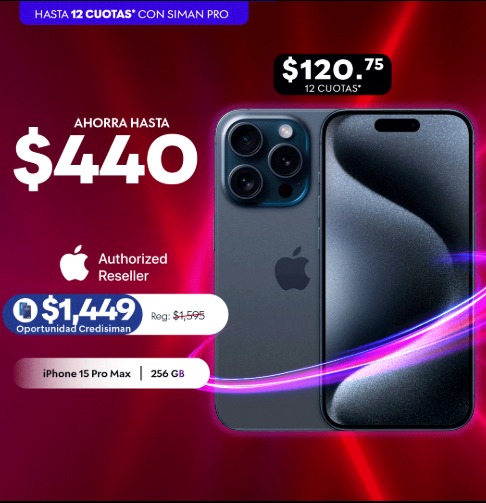 HASTA 12 CUOTAS* CON SIMAN PRO
$120.75
12 CUOTAS*
AHORRA HASTA
$440
Authorized
Reseller
$1,449
Reg: $1,595
Oportunidad Credisiman
iPhone 15 Pro Max | 256 GB